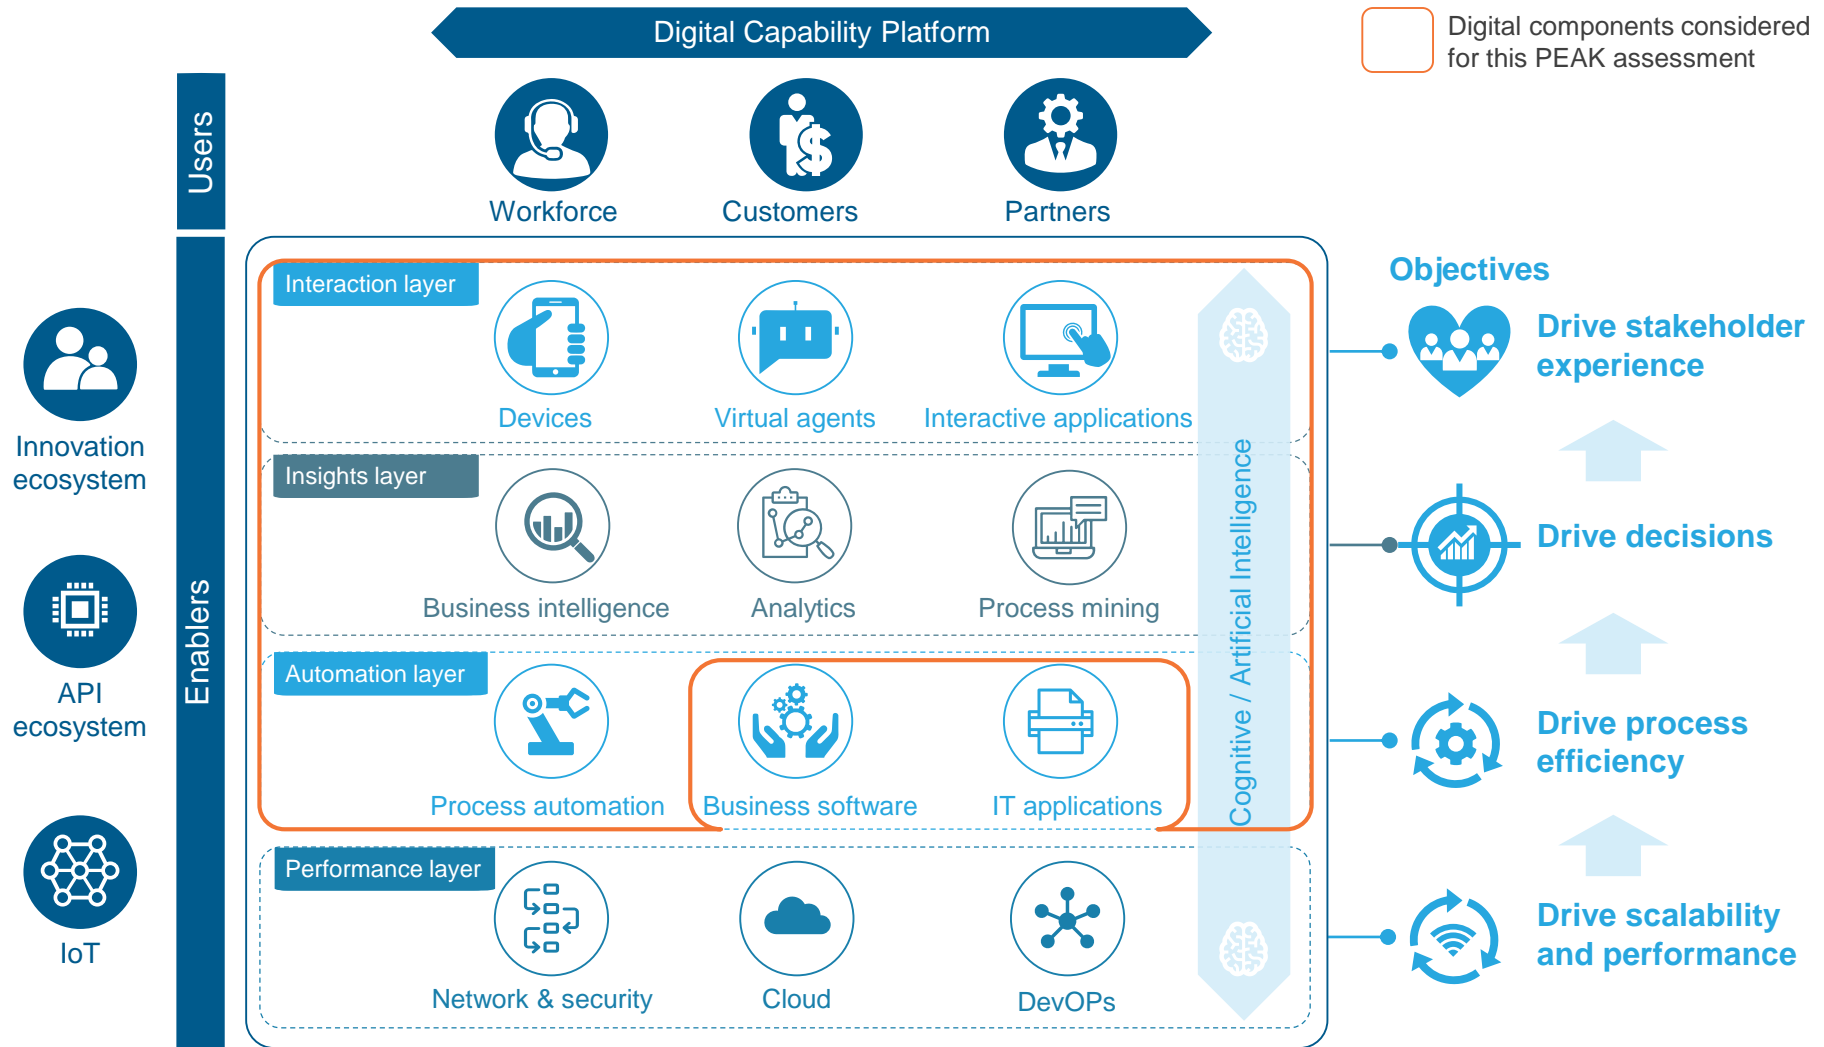 Digital Capability Platform
Digital components considered
for this PEAK assessment
Users
Workforce
Customers
Partners
Enablers
Innovation
ecosystem
API
ecosystem
IoT
Interaction layer
Devices
Virtual agents
Interactive applications
Insights layer
Business intelligence
Analytics
Process mining
Automation layer
Process automation
Business software
IT applications
Performance layer
Network & security
Cloud
DevOPs
Cognitive / Artificial Intelligence
Objectives
Drive stakeholder
experience
Drive decisions
Drive process
efficiency
Drive scalability
and performance